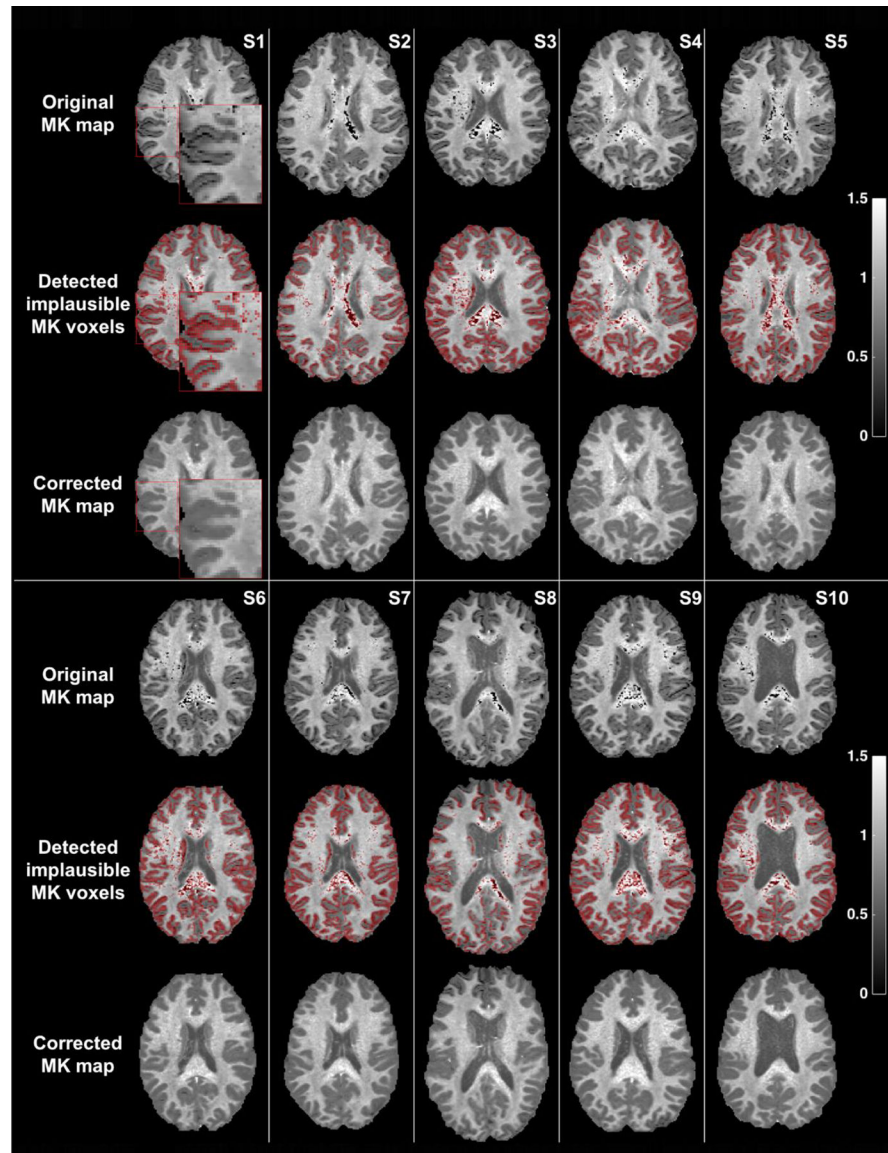 S1
S2
S3
S4
S5
Original
MK map
1.5
1
0.5
0
Detected
implausible
MK voxels
Corrected
MK map
S6
S7
S8
S9
S10
Original
MK map
1.5
1
0.5
0
Detected
implausible
MK voxels
Corrected
MK map